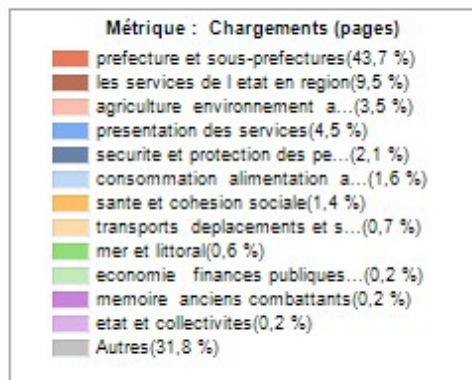 Métrique : Chargements (pages)
prefecture et sous-prefectures(43,7 %)
les services de l etat en region(9,5 %)
agriculture environnement a...(3,5 %)
presentation des services(4,5 %)
securite et protection des pe...(2,1 %)
consommation alimentation a...(1,6 %)
sante et cohesion sociale(1,4 %)
transports deplacements et s...(0,7 %)
mer et littoral(0,6 %)
economie finances publiques...(0,2 %)
memoire anciens combattants(0,2 %)
etat et collectivites(0,2 %)
Autres(31,8 %)